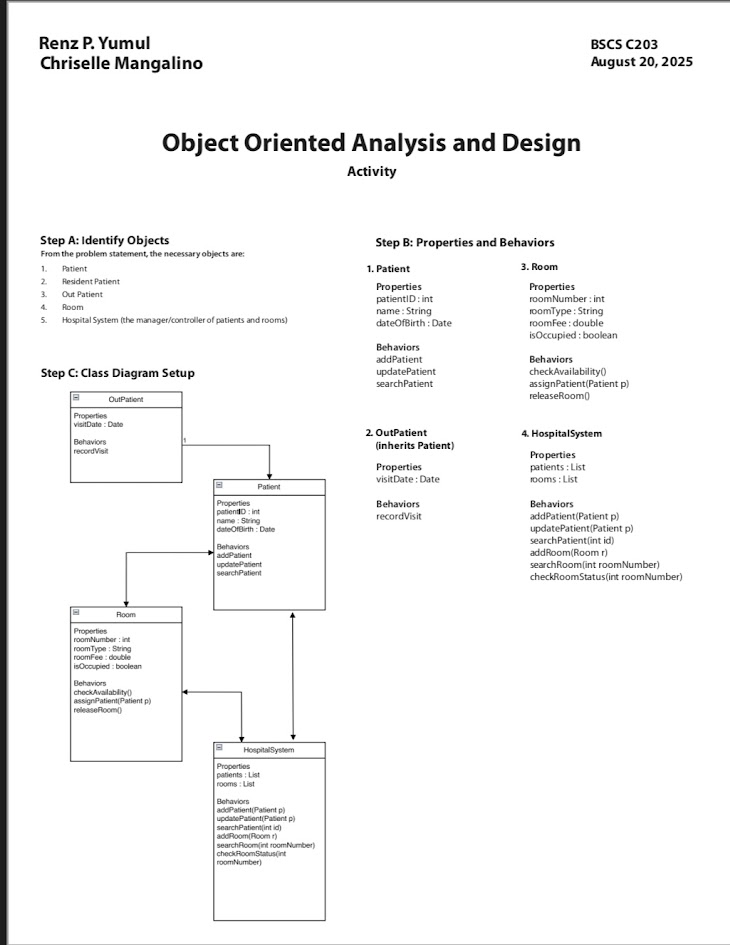 Renz P. Yumul
Chriselle Mangalino
BSCS C203
August 20, 2025
Object Oriented Analysis and Design
Activity
Step A: Identify Objects
From the problem statement, the necessary objects are:
1. Patient
2. Resident Patient
3. Out Patient
4. Room
5. Hospital System (the manager/controller of patients and rooms)
Step B: Properties and Behaviors
1. Patient
Properties
patientID : int
name : String
dateOfBirth : Date
Behaviors
addPatient
updatePatient
searchPatient
2. OutPatient
(inherits Patient)
Properties
visitDate : Date
Behaviors
recordVisit
3. Room
Properties
roomNumber : int
roomType : String
roomFee : double
isOccupied : boolean
Behaviors
checkAvailability()
assignPatient(Patient p)
releaseRoom()
4. HospitalSystem
Properties
patients : List
rooms : List
Behaviors
addPatient(Patient p)
updatePatient(Patient p)
searchPatient(int id)
addRoom(Room r)
searchRoom(int roomNumber)
checkRoomStatus(int roomNumber)
Step C: Class Diagram Setup
OutPatient
Properties
visitDate : Date
Behaviors
recordVisit
1
Patient
Properties
patientID : int
name : String
dateOfBirth : Date
Behaviors
addPatient
updatePatient
searchPatient
Room
Properties
roomNumber : int
roomType : String
roomFee : double
isOccupied : boolean
Behaviors
checkAvailability()
assignPatient(Patient p)
releaseRoom()
HospitalSystem
Properties
patients : List
rooms : List
Behaviors
addPatient(Patient p)
updatePatient(Patient p)
searchPatient(int id)
addRoom(Room r)
searchRoom(int roomNumber)
checkRoomStatus(int
roomNumber)